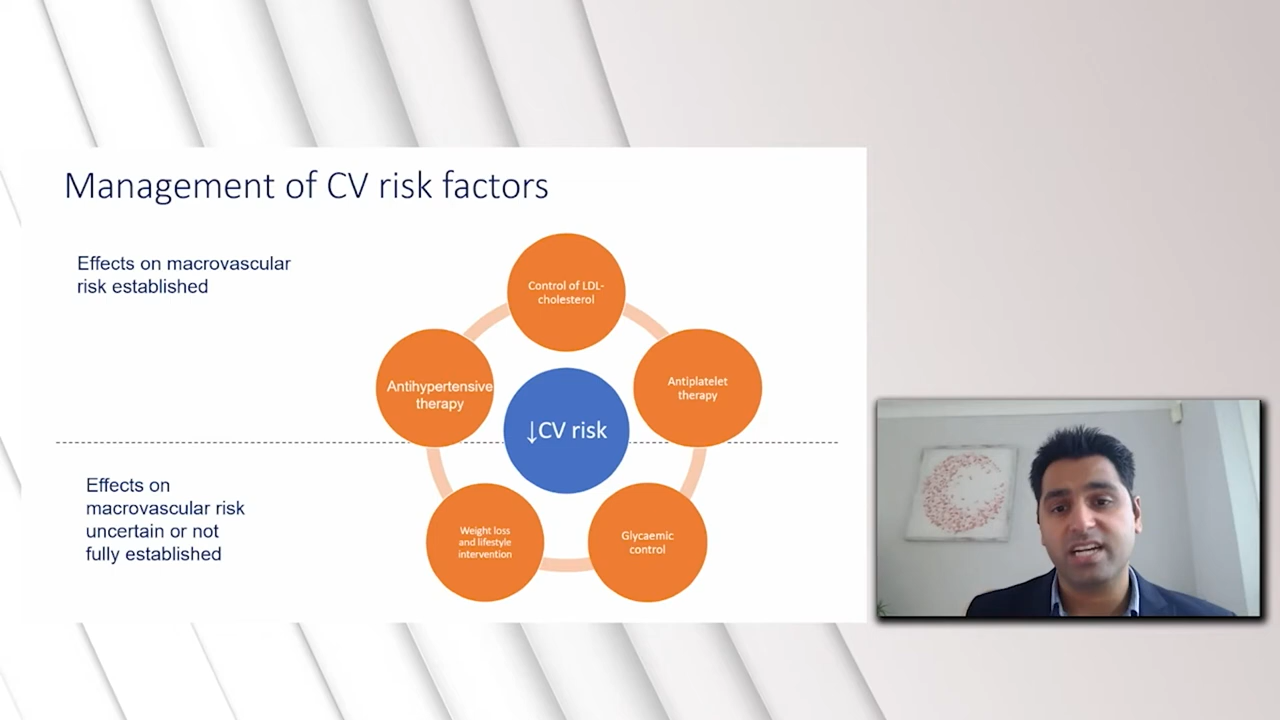 Management of CV risk factors
Effects on macrovascular
risk established
Control of LDL-
cholesterol
Antihypertensive
therapy
Antiplatelet
therapy
↓CV risk
Effects on
macrovascular risk
uncertain or not
fully established
Weight loss
and lifestyle
intervention
Glycaemic
control